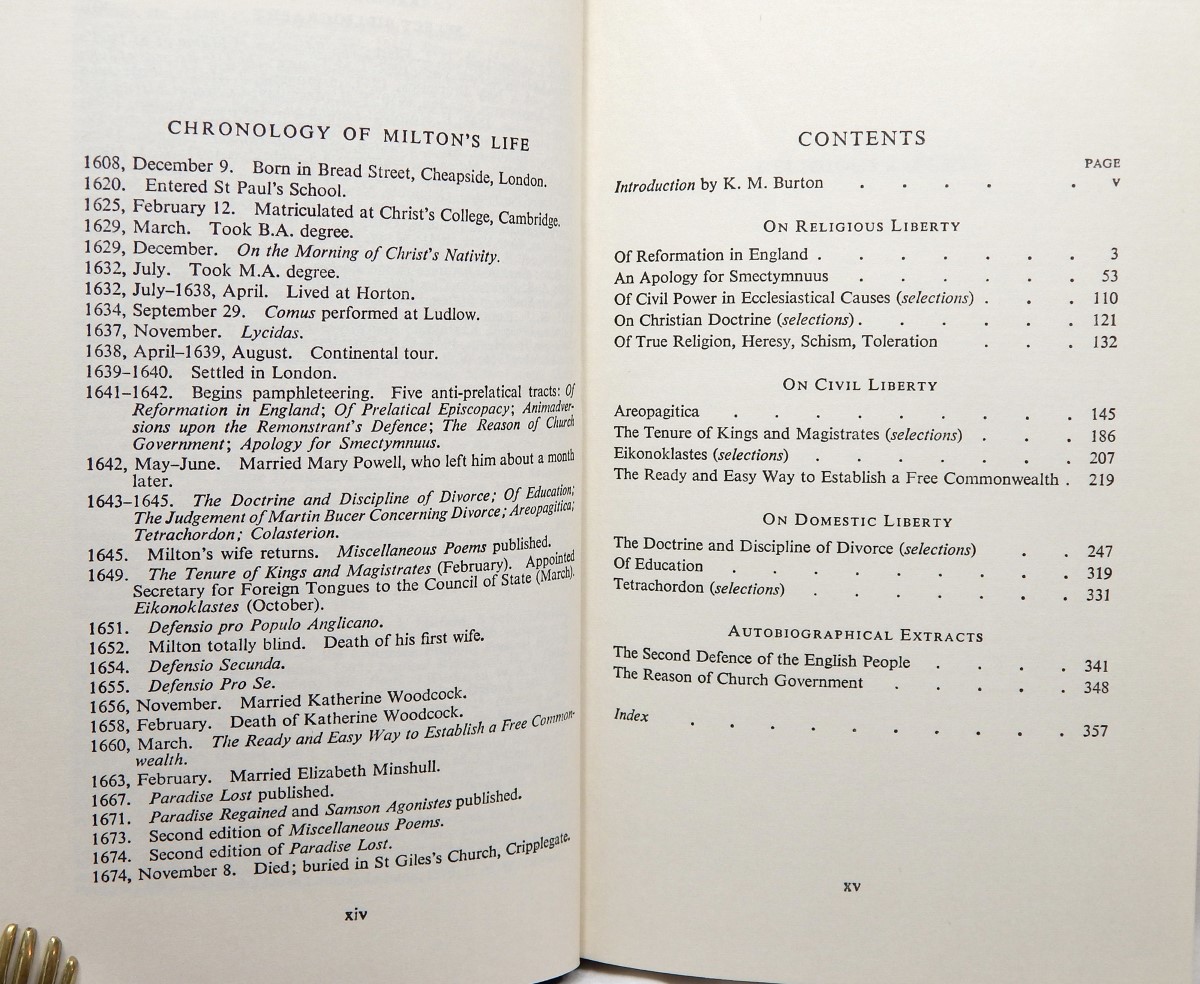 CHRONOLOGY OF MILTON'S LIFE
1608, December 9. Born in Bread Street, Cheapside, London.
1620. Entered St Paul's School.
1625, February 12. Matriculated at Christ's College, Cambridge.
1629, March. Took B.A. degree.
1629, December. On the Morning of Christ's Nativity.
1632, July. Took M.A. degree.
1632, July–1638, April. Lived at Horton.
1634, September 29. Comus performed at Ludlow.
1637, November. Lycidas.
1638, April–1639, August. Continental tour.
1639–1640. Settled in London.
1641–1642. Begins pamphleteering. Five anti-prelatical tracts: Of
Reformation in England; Of Prelatical Episcopacy; Animadver-
sions upon the Remonstrant's Defence; The Reason of Church
Government; Apology for Smectymnuus.
1642, May–June. Married Mary Powell, who left him about a month
later.
1643–1645. The Doctrine and Discipline of Divorce; Of Education;
The Judgement of Martin Bucer Concerning Divorce; Areopagitica;
Tetrachordon; Colasterion.
1645. Milton's wife returns. Miscellaneous Poems published.
1649. The Tenure of Kings and Magistrates (February). Appointed
Secretary for Foreign Tongues to the Council of State (March).
Eikonoklastes (October).
1651. Defensio pro Populo Anglicano.
1652. Milton totally blind. Death of his first wife.
1654. Defensio Secunda.
1655. Defensio Pro Se.
1656, November. Married Katherine Woodcock.
1658, February. Death of Katherine Woodcock.
1660, March. The Ready and Easy Way to Establish a Free Common-
wealth.
1663, February. Married Elizabeth Minshull.
1667. Paradise Lost published.
1671. Paradise Regained and Samson Agonistes published.
1673. Second edition of Miscellaneous Poems.
1674. Second edition of Paradise Lost.
1674, November 8. Died; buried in St Giles's Church, Cripplegate.
xiv
CONTENTS
PAGE
Introduction by K. M. Burton . . . . . v
ON RELIGIOUS LIBERTY
Of Reformation in England . . . . . . . 3
An Apology for Smectymnuus . . . . . . 53
Of Civil Power in Ecclesiastical Causes (selections) . . . 110
On Christian Doctrine (selections) . . . . . . 121
Of True Religion, Heresy, Schism, Toleration . . . 132
ON CIVIL LIBERTY
Areopagitica . . . . . . . . . 145
The Tenure of Kings and Magistrates (selections) . . . 186
Eikonoklastes (selections) . . . . . . . 207
The Ready and Easy Way to Establish a Free Commonwealth . 219
ON DOMESTIC LIBERTY
The Doctrine and Discipline of Divorce (selections) . . 247
Of Education . . . . . . . . . 319
Tetrachordon (selections) . . . . . . . 331
AUTOBIOGRAPHICAL EXTRACTS
The Second Defence of the English People . . . . 341
The Reason of Church Government . . . . . 348
Index . . . . . . . . . . 357
xv